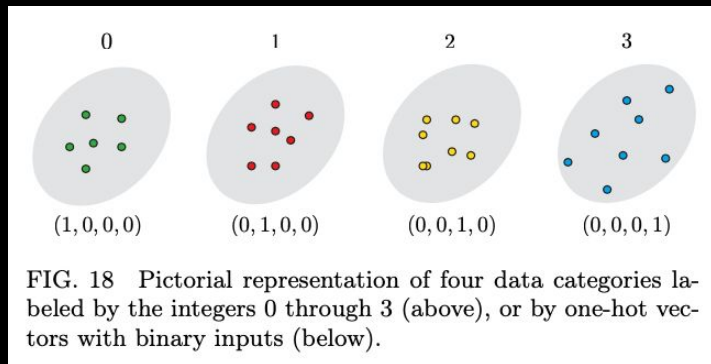 0 1 2 3
(1, 0, 0, 0) (0, 1, 0, 0) (0, 0, 1, 0) (0, 0, 0, 1)
FIG. 18 Pictorial representation of four data categories la-
beled by the integers 0 through 3 (above), or by one-hot vec-
tors with binary inputs (below).